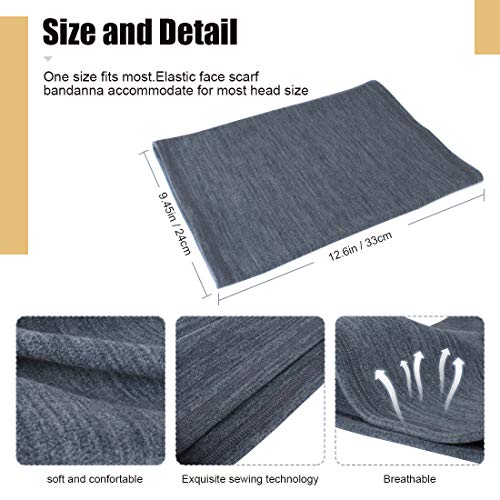 Size and Detail
One size fits most.Elastic face scarf
bandanna accommodate for most head size
9.45in / 24cm
12.6in / 33cm
soft and confortable
Exquisite sewing technology
Breathable